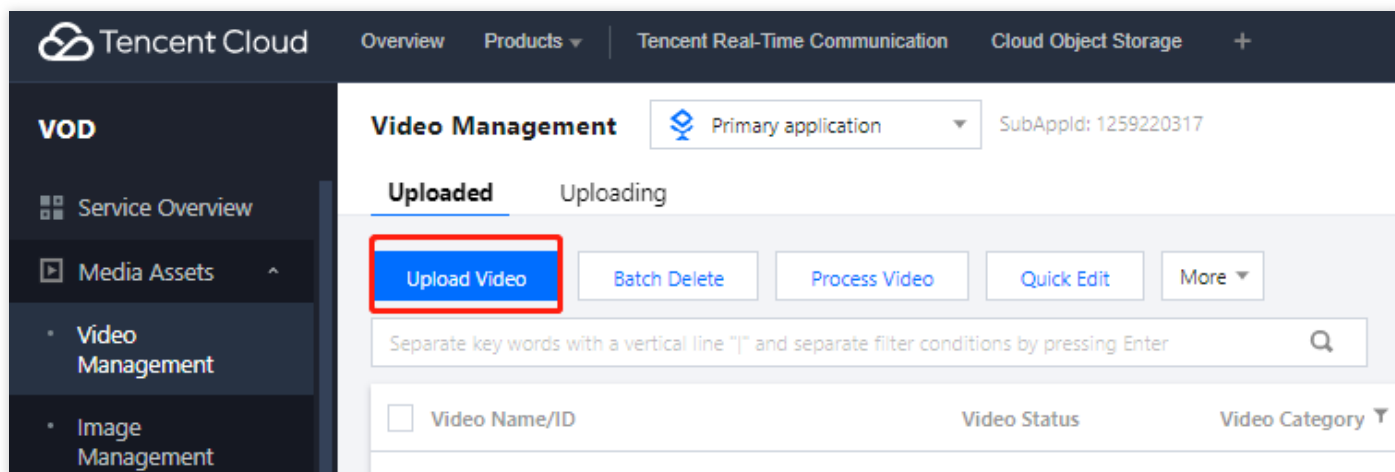 Tencent Cloud Overview Products Tencent Real-Time Communication Cloud Object Storage +
VOD
Service Overview
Media Assets
Video
Management
Image
Management
Video Management Primary application SubAppId: 1259220317
Uploaded Uploading
Upload Video Batch Delete Process Video Quick Edit More
Separate key words with a vertical line "|" and separate filter conditions by pressing Enter
Video Name/ID Video Status Video Category